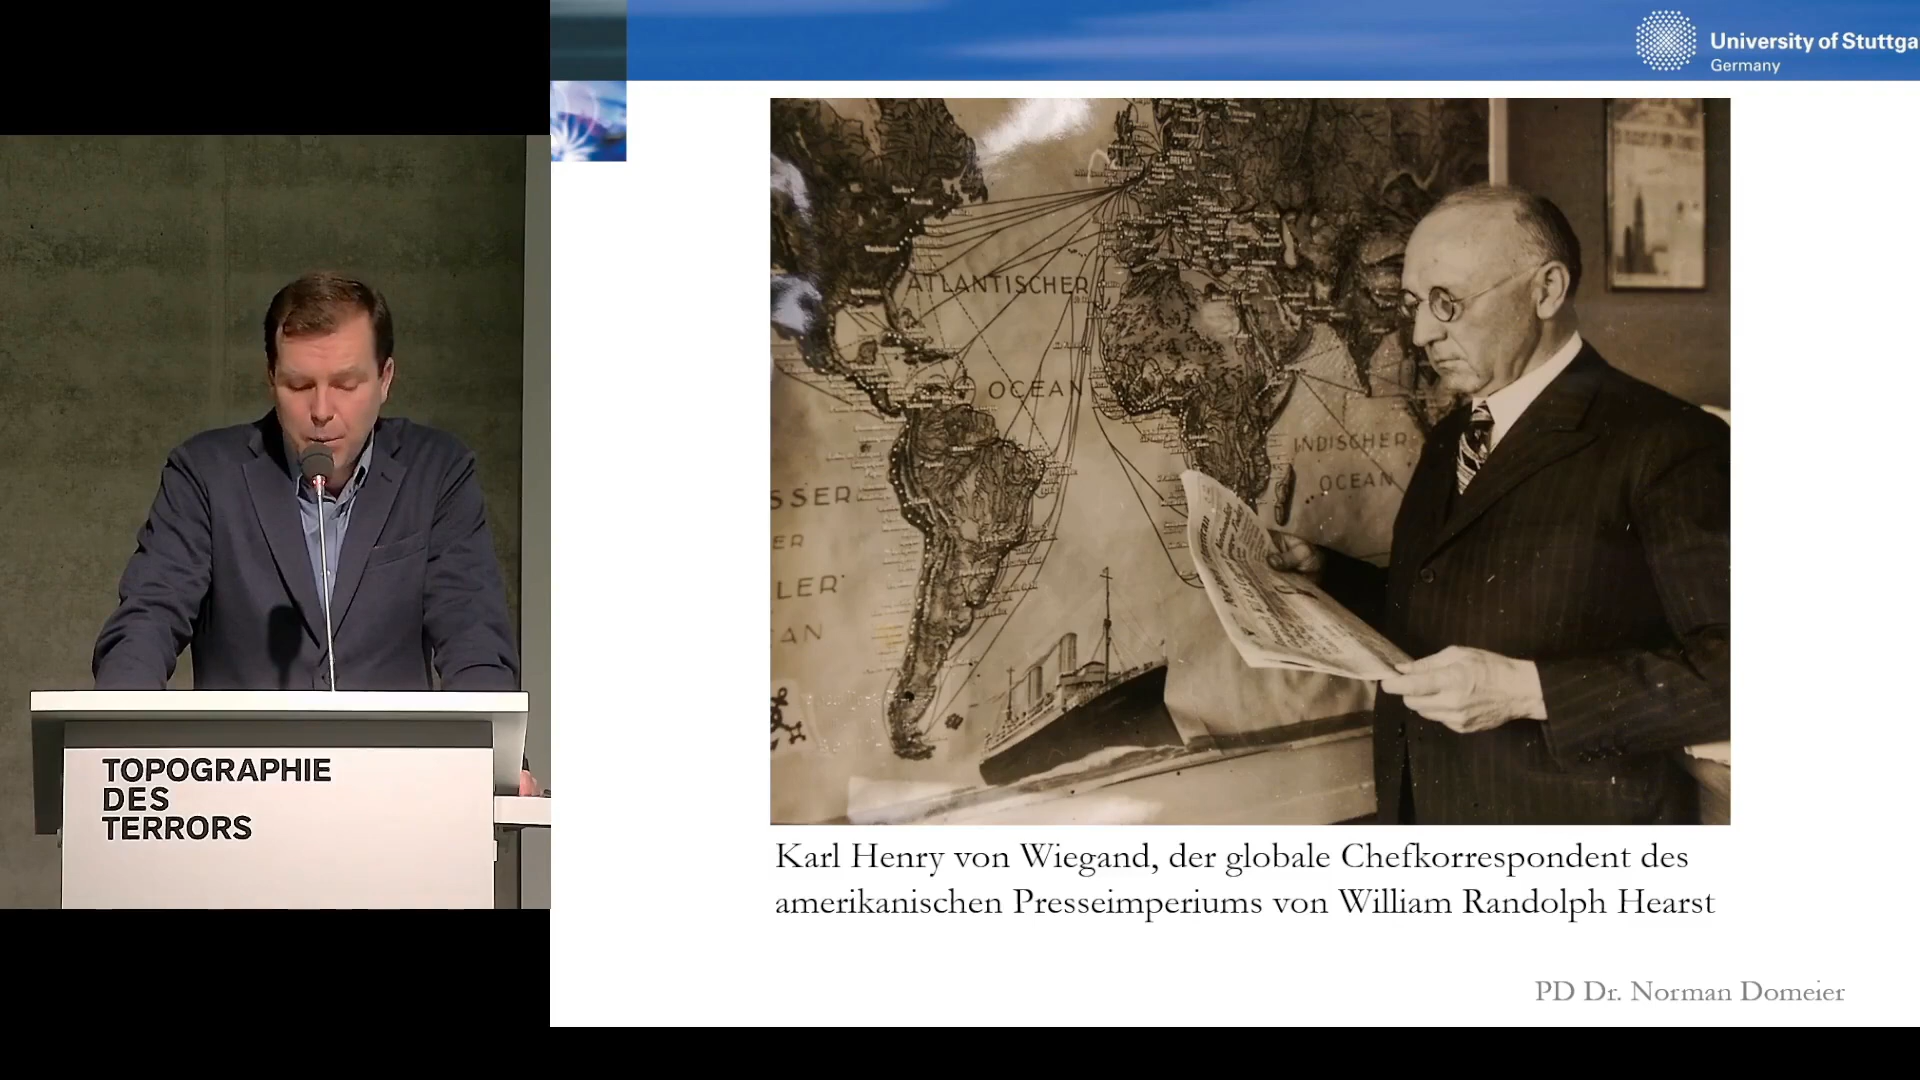 University of Stuttga
Germany
ATLANTISCHER
OCEAN
INDISCHER
OCEAN
SSER
ER
LER
AN
TOPOGRAPHIE
DES
TERRORS
Karl Henry von Wiegand, der globale Chefkorrespondent des
amerikanischen Presseimperiums von William Randolph Hearst
PD Dr. Norman Domeier